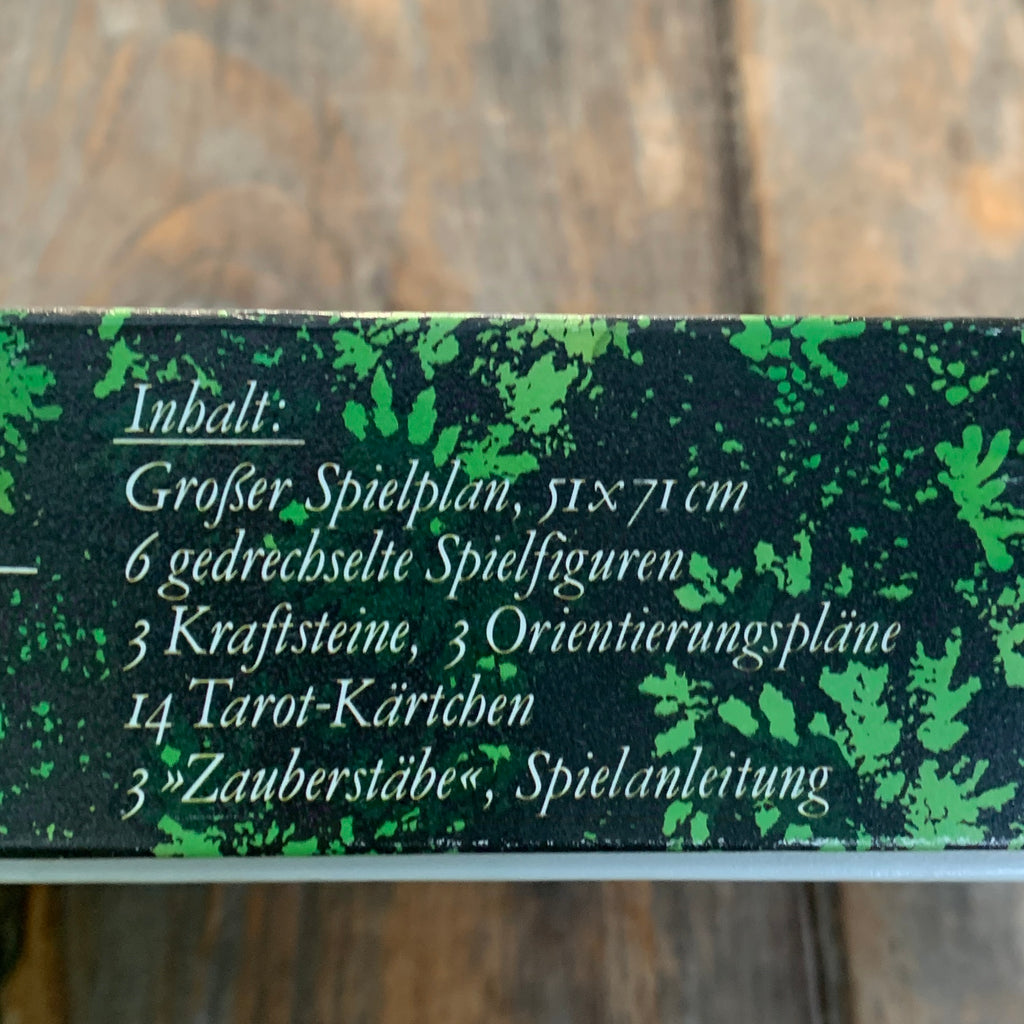 Inhalt:
Großer Spielplan, 51 x 71 cm
6 gedrechselte Spielfiguren
3 Kraftsteine, 3 Orientierungspläne
14 Tarot-Kärtchen
3 »Zauberstäbe«, Spielanleitung